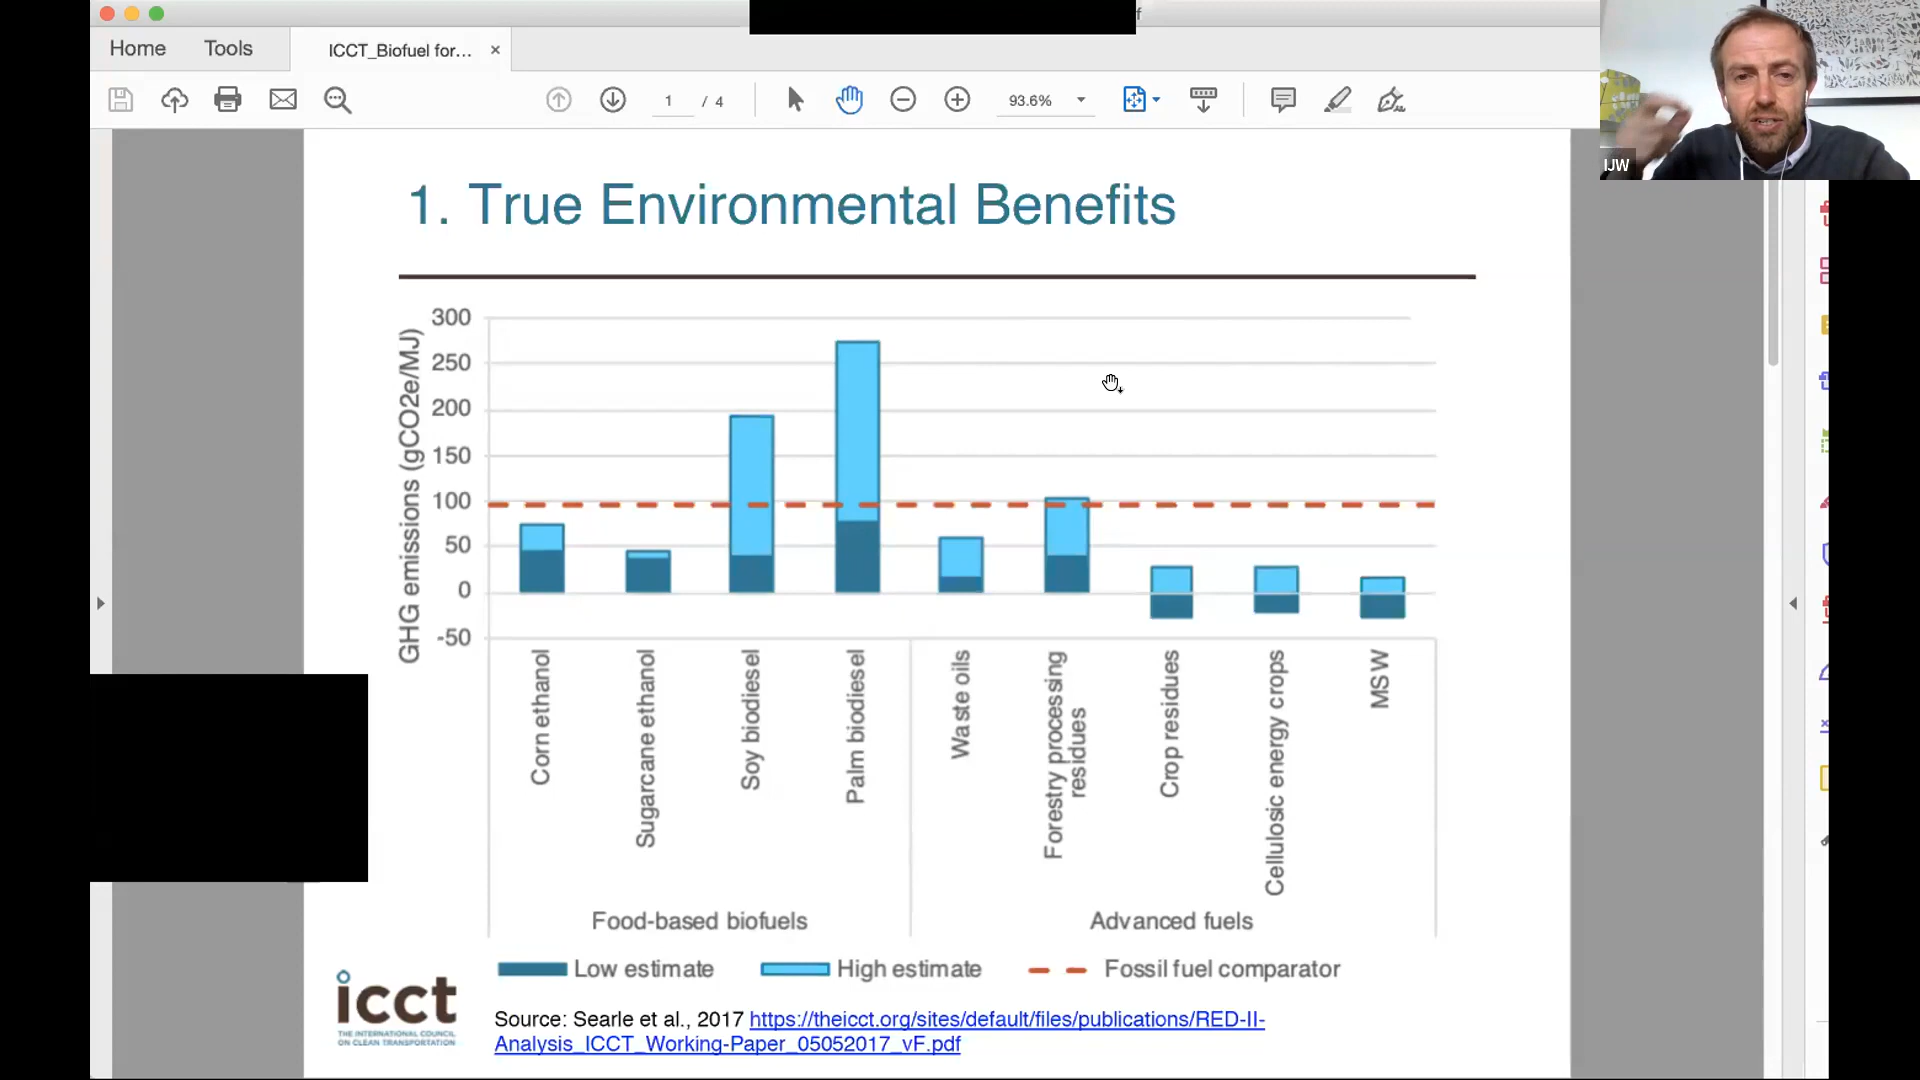 f
Home
Tools
ICCT_Biofuel for...
1 / 4
93.6%
IJW
1. True Environmental Benefits
GHG emissions (gCO2e/MJ)
300
250
200
150
100
50
0
-50
Corn ethanol
Sugarcane ethanol
Soy biodiesel
Palm biodiesel
Waste oils
Forestry processing
residues
Crop residues
Cellulosic energy crops
MSW
Food-based biofuels
Advanced fuels
Low estimate
High estimate
Fossil fuel comparator
icct
THE INTERNATIONAL COUNCIL
ON CLEAN TRANSPORTATION
Source: Searle et al., 2017 https://theicct.org/sites/default/files/publications/RED-II-
Analysis_ICCT_Working-Paper_05052017_vF.pdf